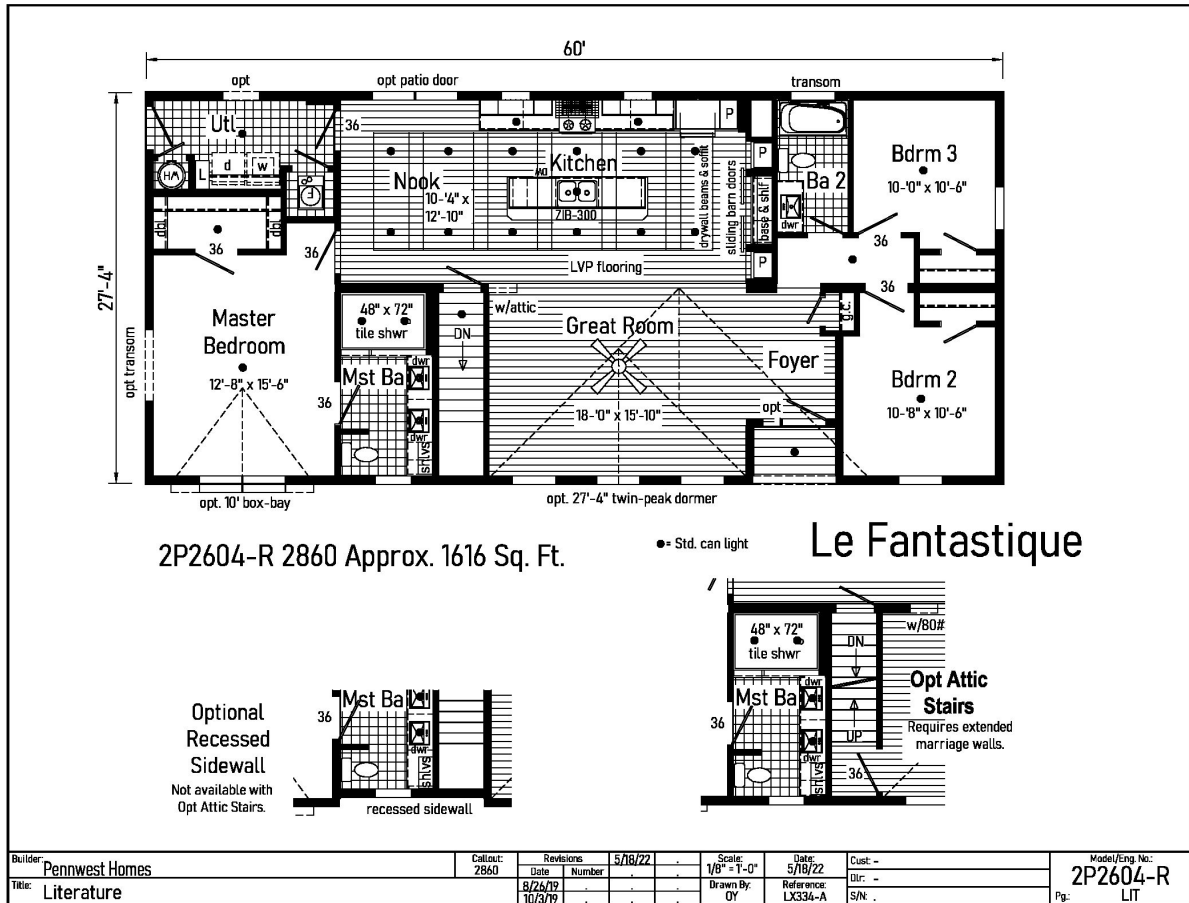 60'
opt
opt patio door
transom
27'-4"
Utl
36
WH
L
d
w
F
P
Kitchen
Nook
10-'4" x
12'-10"
DW
71B-300
drywall beams & soffit
sliding barn doors
base & shlf
P
P
Ba 2
dwr
Bdrm 3
10-'0" x 10'-6"
dbl
dbl
36
36
LVP flooring
36
36
g.c.
w/attic
Master
Bedroom
12'-8" x 15'-6"
opt transom
48" x 72"
tile shwr
Mst Ba
36
dwr
dwr
shlvs
DN
Great Room
18-'0" x 15'-10"
Foyer
opt
Bdrm 2
10-'8" x 10'-6"
opt. 10' box-bay
opt. 27'-4" twin-peak dormer
2P2604-R 2860 Approx. 1616 Sq. Ft.
●= Std. can light
Le Fantastique
Optional
Recessed
Sidewall
Not available with
Opt Attic Stairs.
Mst Ba
36
dwr
shlvs
recessed sidewall
48" x 72"
tile shwr
Mst Ba
36
dwr
dwr
shlvs
DN
UP
36
w/80#
Opt Attic
Stairs
Requires extended
marriage walls.
Builder: Pennwest Homes
Title: Literature
Callout: 2860
Revisions 5/18/22 .
Date Number . .
8/26/19 . . .
10/3/19 . . .
Scale: 1/8" = 1'-0"
Date: 5/18/22
Drawn By: OY
Reference: LX334-A
Cust: -
Dlr: -
S/N: .
Model/Eng. No.: 2P2604-R
Pg.: LIT